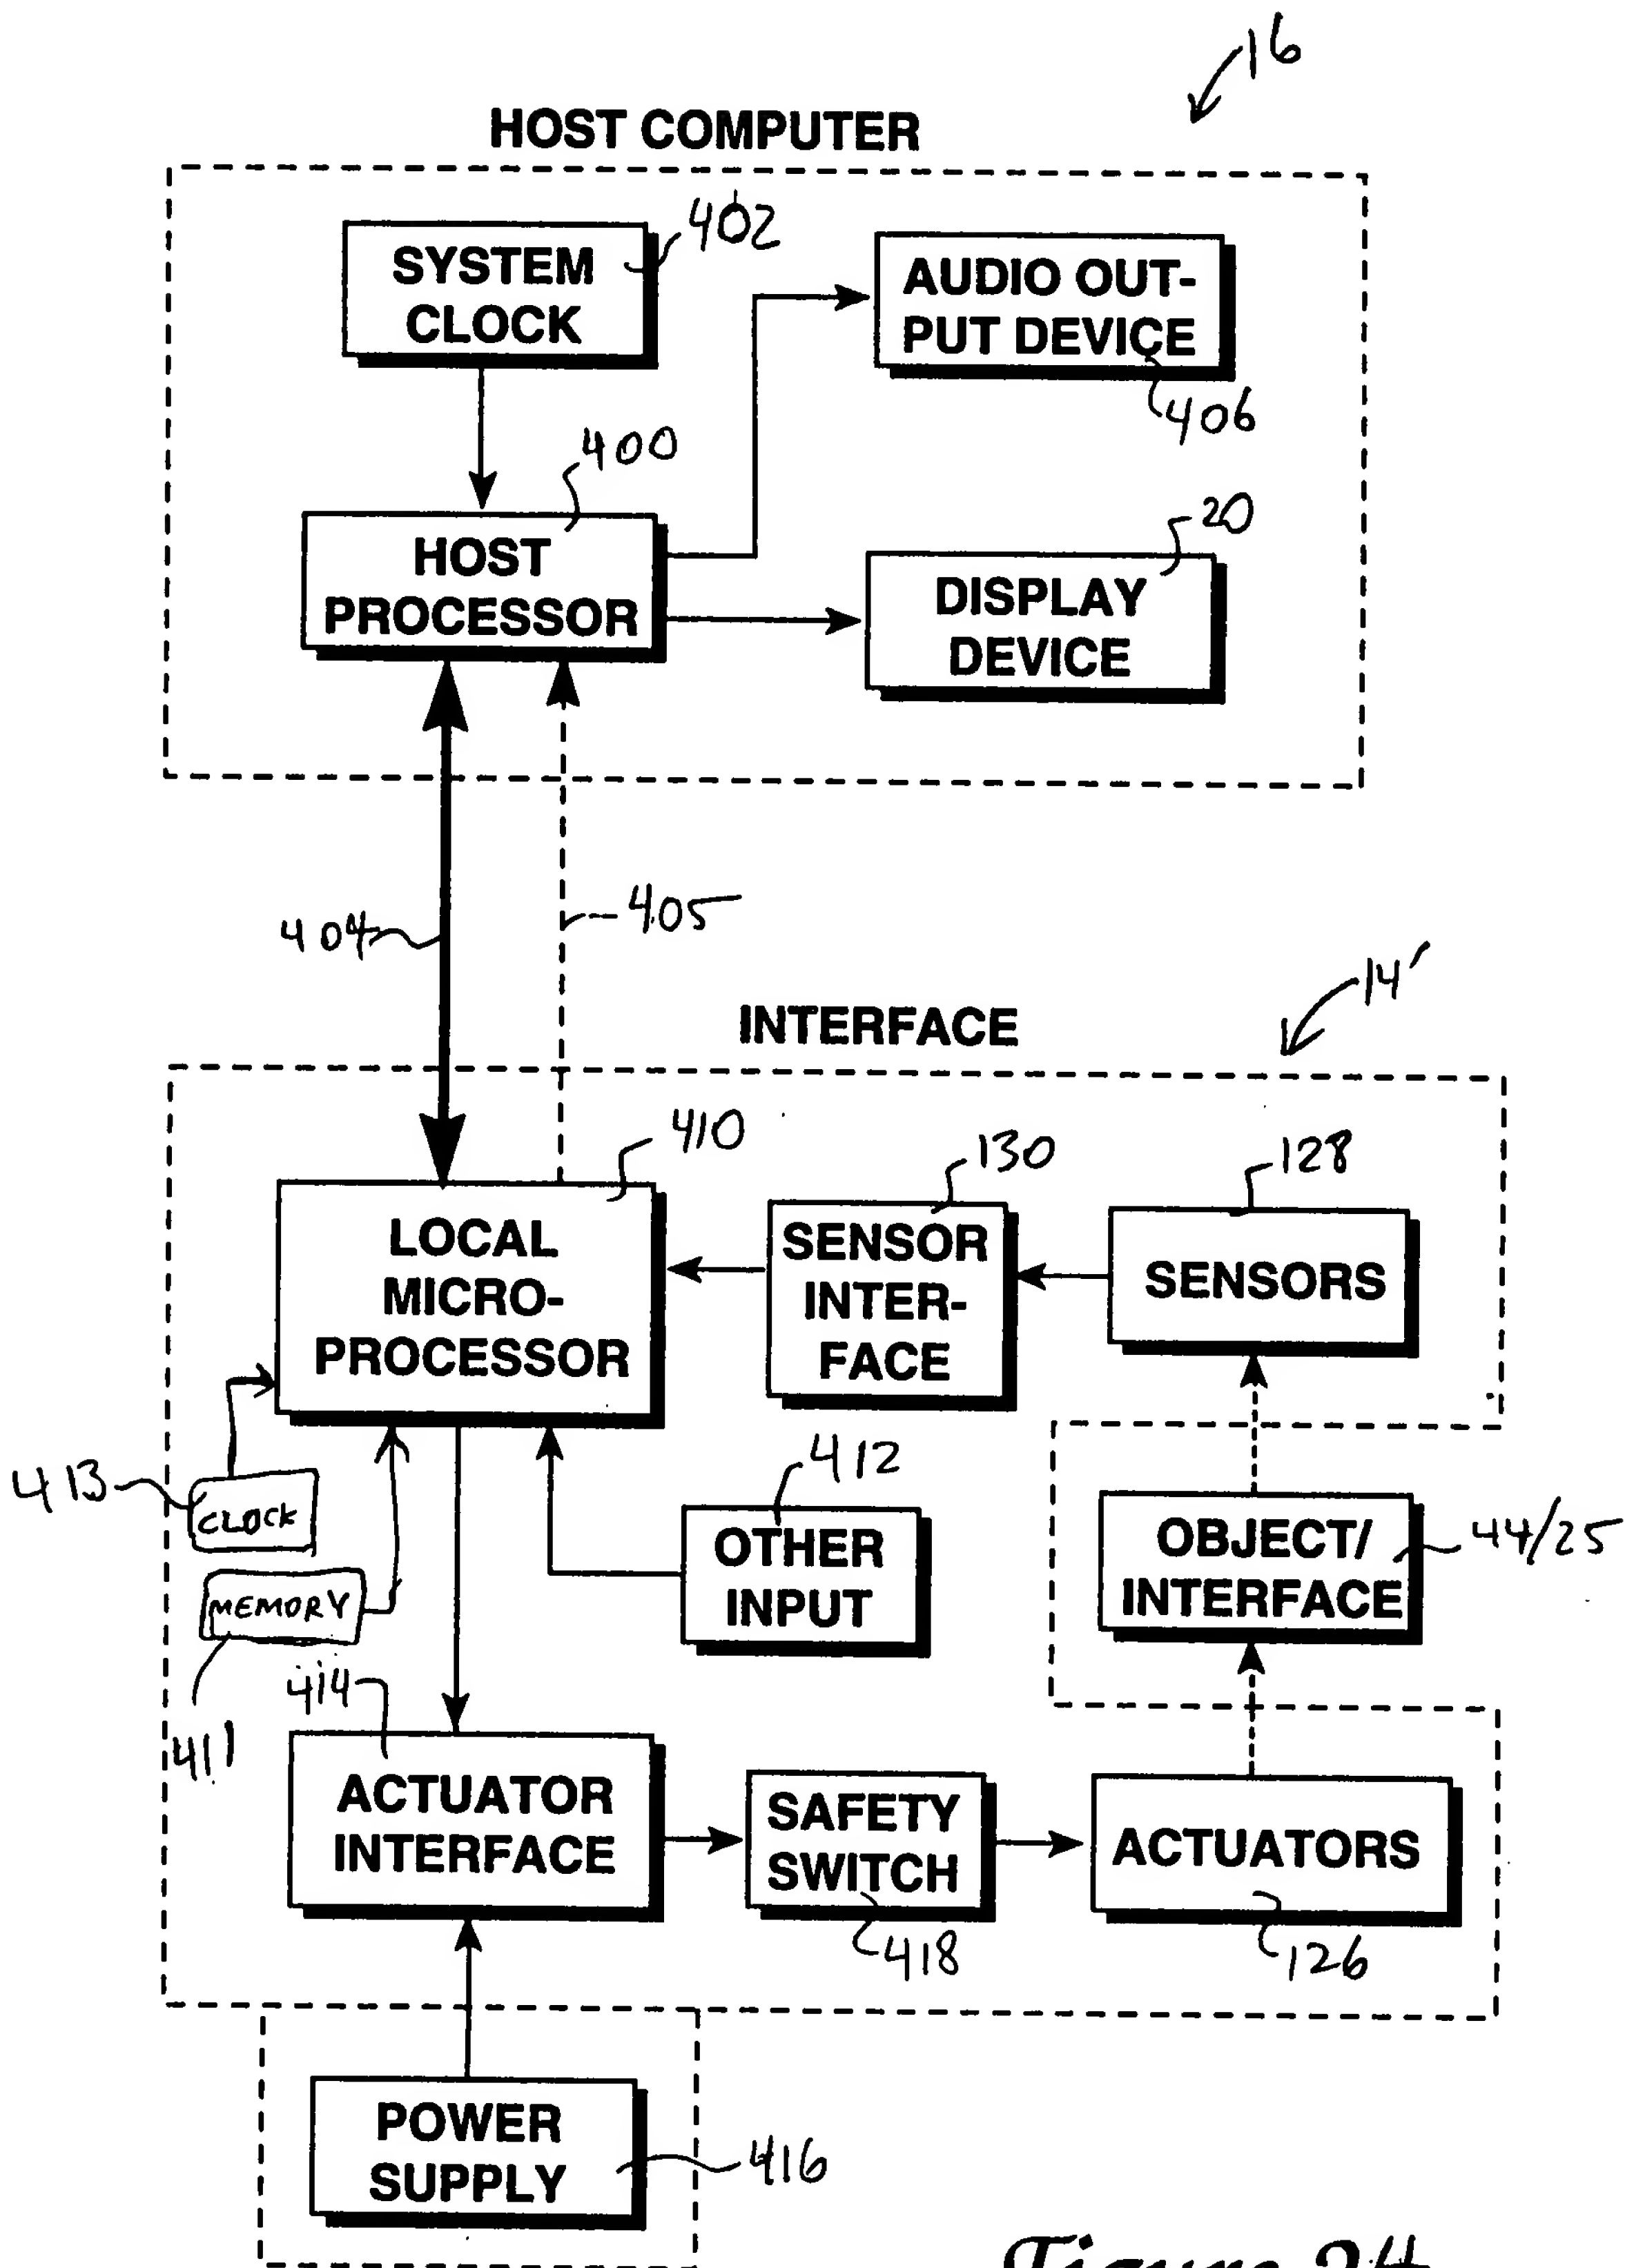 16
HOST COMPUTER
402
SYSTEM
CLOCK
AUDIO OUT-
PUT DEVICE
406
400
HOST
PROCESSOR
20
DISPLAY
DEVICE
404
405
14'
INTERFACE
410
130
128
LOCAL
MICRO-
PROCESSOR
SENSOR
INTER-
FACE
SENSORS
413
CLOCK
412
OTHER
INPUT
OBJECT/
INTERFACE
44/25
MEMORY
411
414
ACTUATOR
INTERFACE
SAFETY
SWITCH
418
ACTUATORS
126
POWER
SUPPLY
416
Figure 24